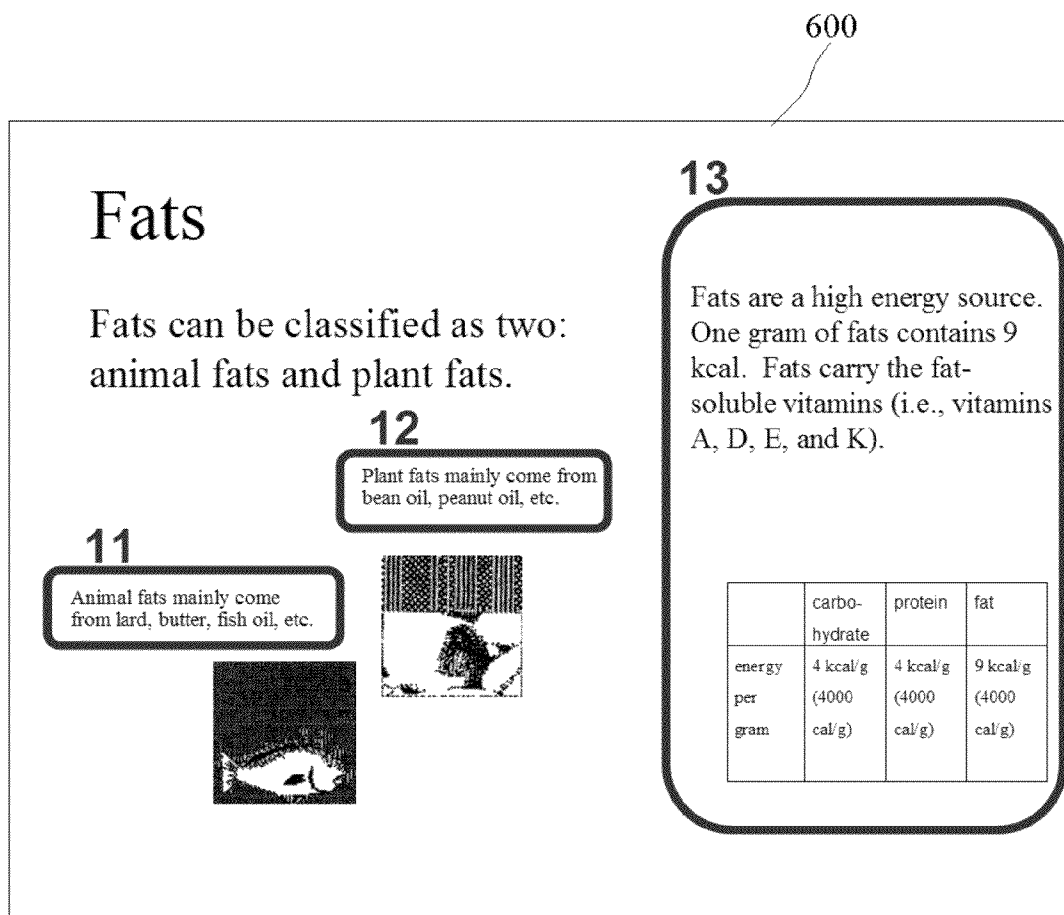 600
Fats
Fats can be classified as two:
animal fats and plant fats.
12
Plant fats mainly come from
bean oil, peanut oil, etc.
11
Animal fats mainly come
from lard, butter, fish oil, etc.
13
Fats are a high energy source.
One gram of fats contains 9
kcal. Fats carry the fat-
soluble vitamins (i.e., vitamins
A, D, E, and K).
carbo- protein fat
hydrate
energy 4 kcal/g 4 kcal/g 9 kcal/g
per (4000 (4000 (4000
gram cal/g) cal/g) cal/g)